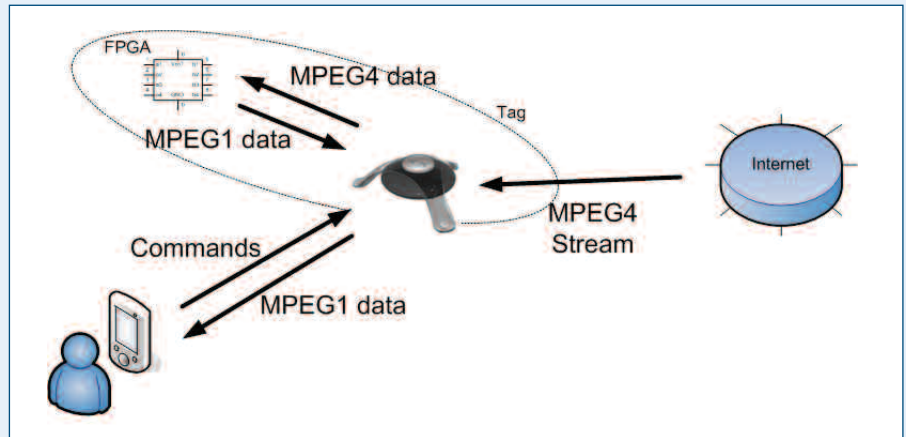 FPGA
MPEG4 data
Tag
MPEG1 data
Internet
MPEG4
Stream
Commands
MPEG1 data